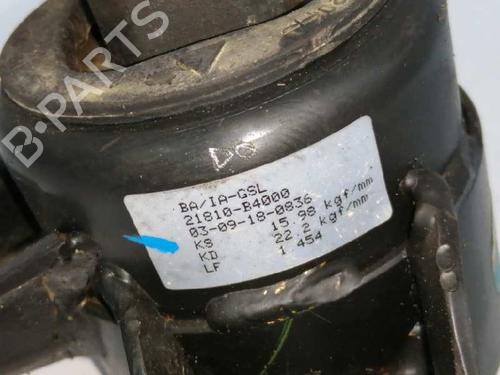 B-PARTS
BA/IA-GSL
21810-B4000
03-09-18-0836
KS 15.98 kgf/mm
KD 22.2 kgf/mm
LF 1 454